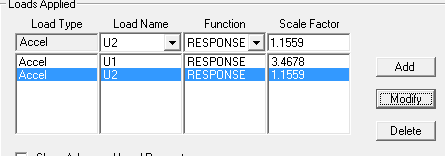 Loads Applied
Load Type Load Name Function Scale Factor
Accel U2 RESPONSE 1.1559
Accel U1 RESPONSE 3.4678
Accel U2 RESPONSE 1.1559
Add
Modify
Delete